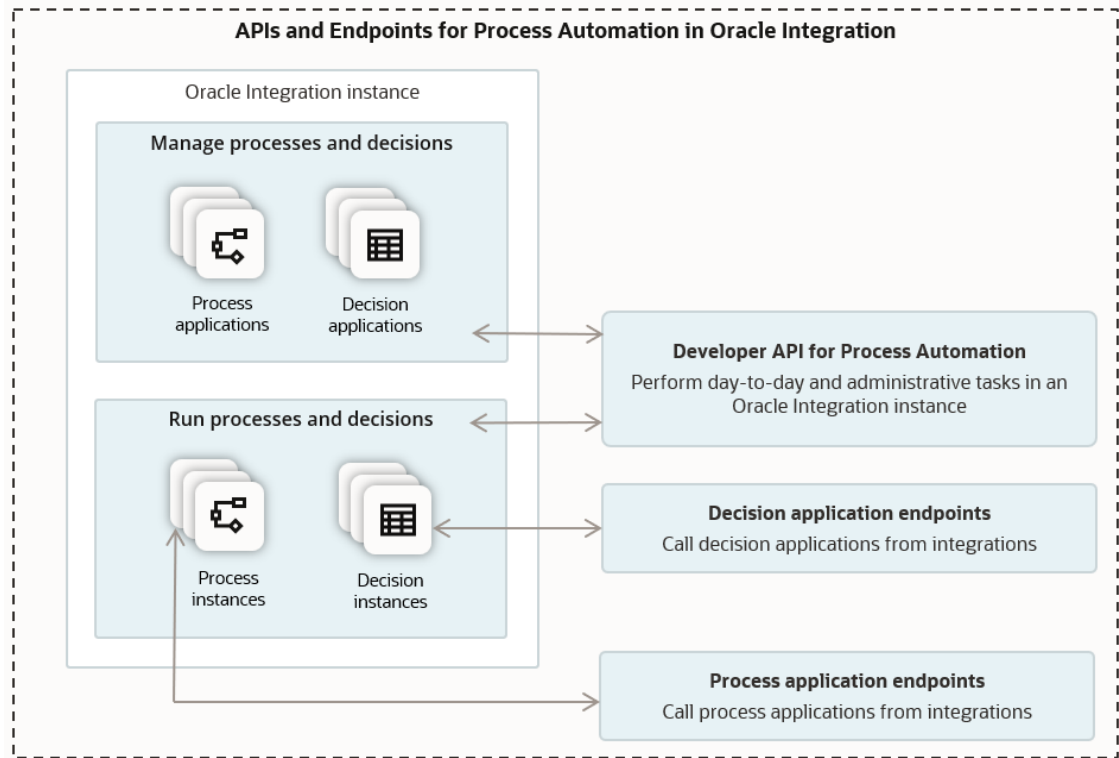 APIs and Endpoints for Process Automation in Oracle Integration
Oracle Integration instance
Manage processes and decisions
Process
applications
Decision
applications
Run processes and decisions
Process
instances
Decision
instances
Developer API for Process Automation
Perform day-to-day and administrative tasks in an
Oracle Integration instance
Decision application endpoints
Call decision applications from integrations
Process application endpoints
Call process applications from integrations